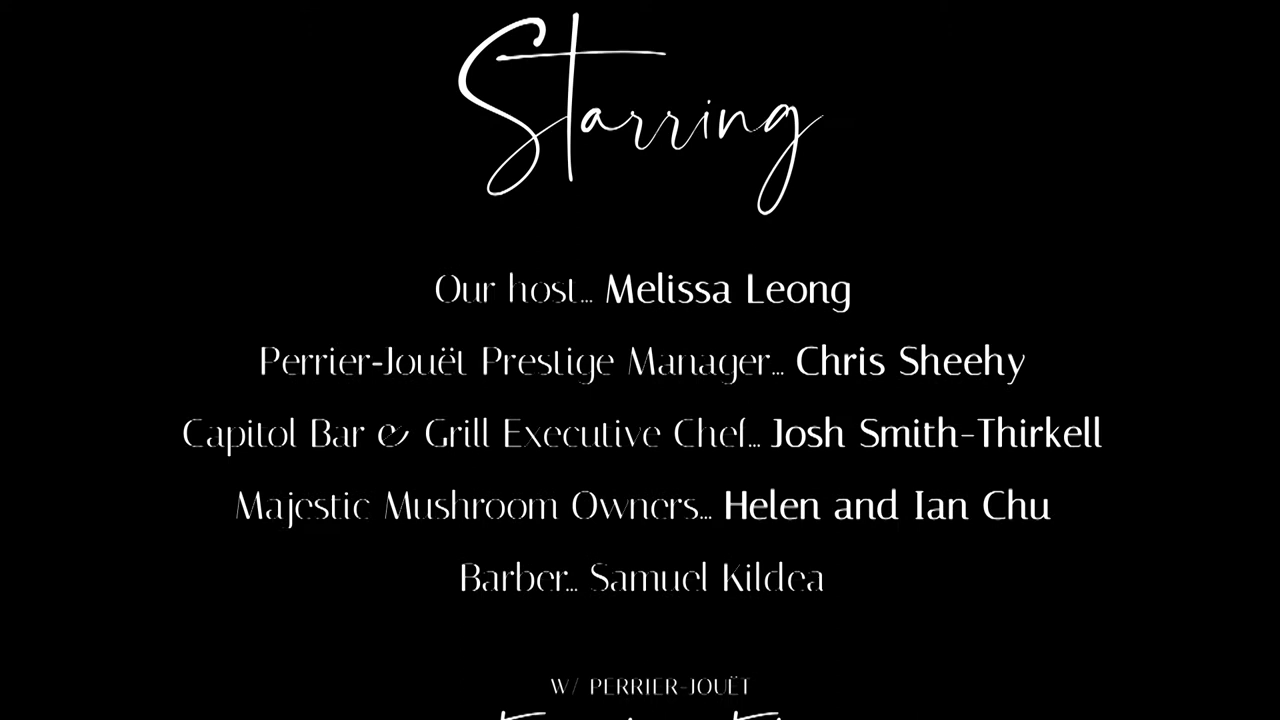 Starring
Our host... Melissa Leong
Perrier-Jouët Prestige Manager... Chris Sheehy
Capitol Bar & Grill Executive Chef... Josh Smith-Thirkell
Majestic Mushroom Owners... Helen and Ian Chu
Barber... Samuel Kildea
W/ PERRIER-JOUËT